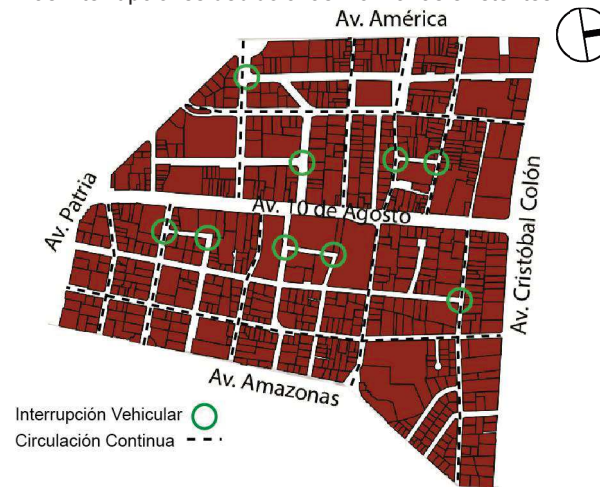 Av. América
Av. Patria
Av. 10 de Agosto
Av. Cristóbal Colón
Av. Amazonas
Interrupción Vehicular
Circulación Continua